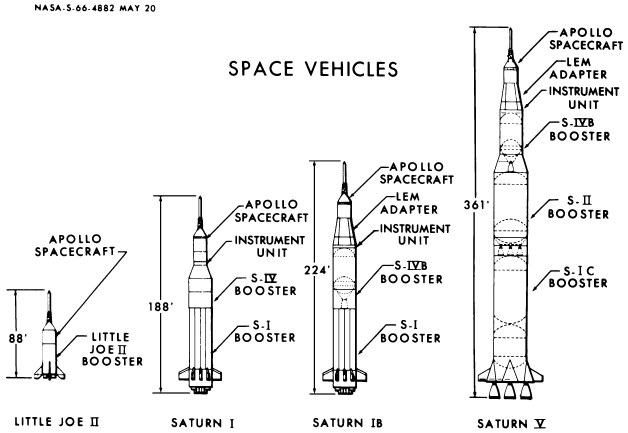 NASA-S-66-4882 MAY 20
SPACE VEHICLES
APOLLO
SPACECRAFT
88'
LITTLE
JOE II
BOOSTER
LITTLE JOE II
188'
APOLLO
SPACECRAFT
INSTRUMENT
UNIT
S-IV
BOOSTER
S-I
BOOSTER
SATURN I
224'
APOLLO
SPACECRAFT
LEM
ADAPTER
INSTRUMENT
UNIT
S-IVB
BOOSTER
S-I
BOOSTER
SATURN IB
361'
APOLLO
SPACECRAFT
LEM
ADAPTER
INSTRUMENT
UNIT
S-IVB
BOOSTER
S-II
BOOSTER
S-IC
BOOSTER
SATURN V